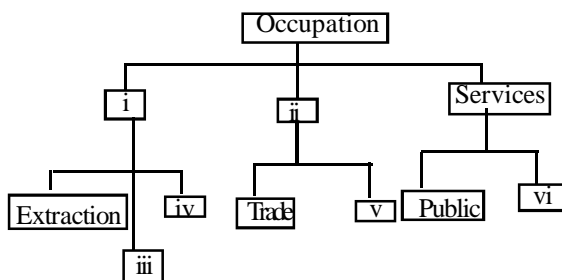 Occupation
i
ii
Services
Extraction
iv
Trade
v
Public
vi
iii